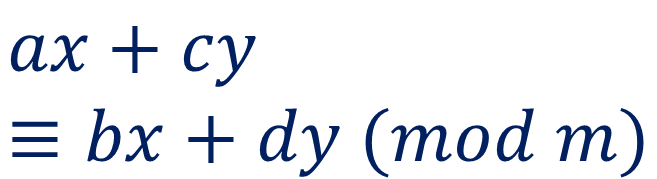 ax + cy
≡ bx + dy (mod m)